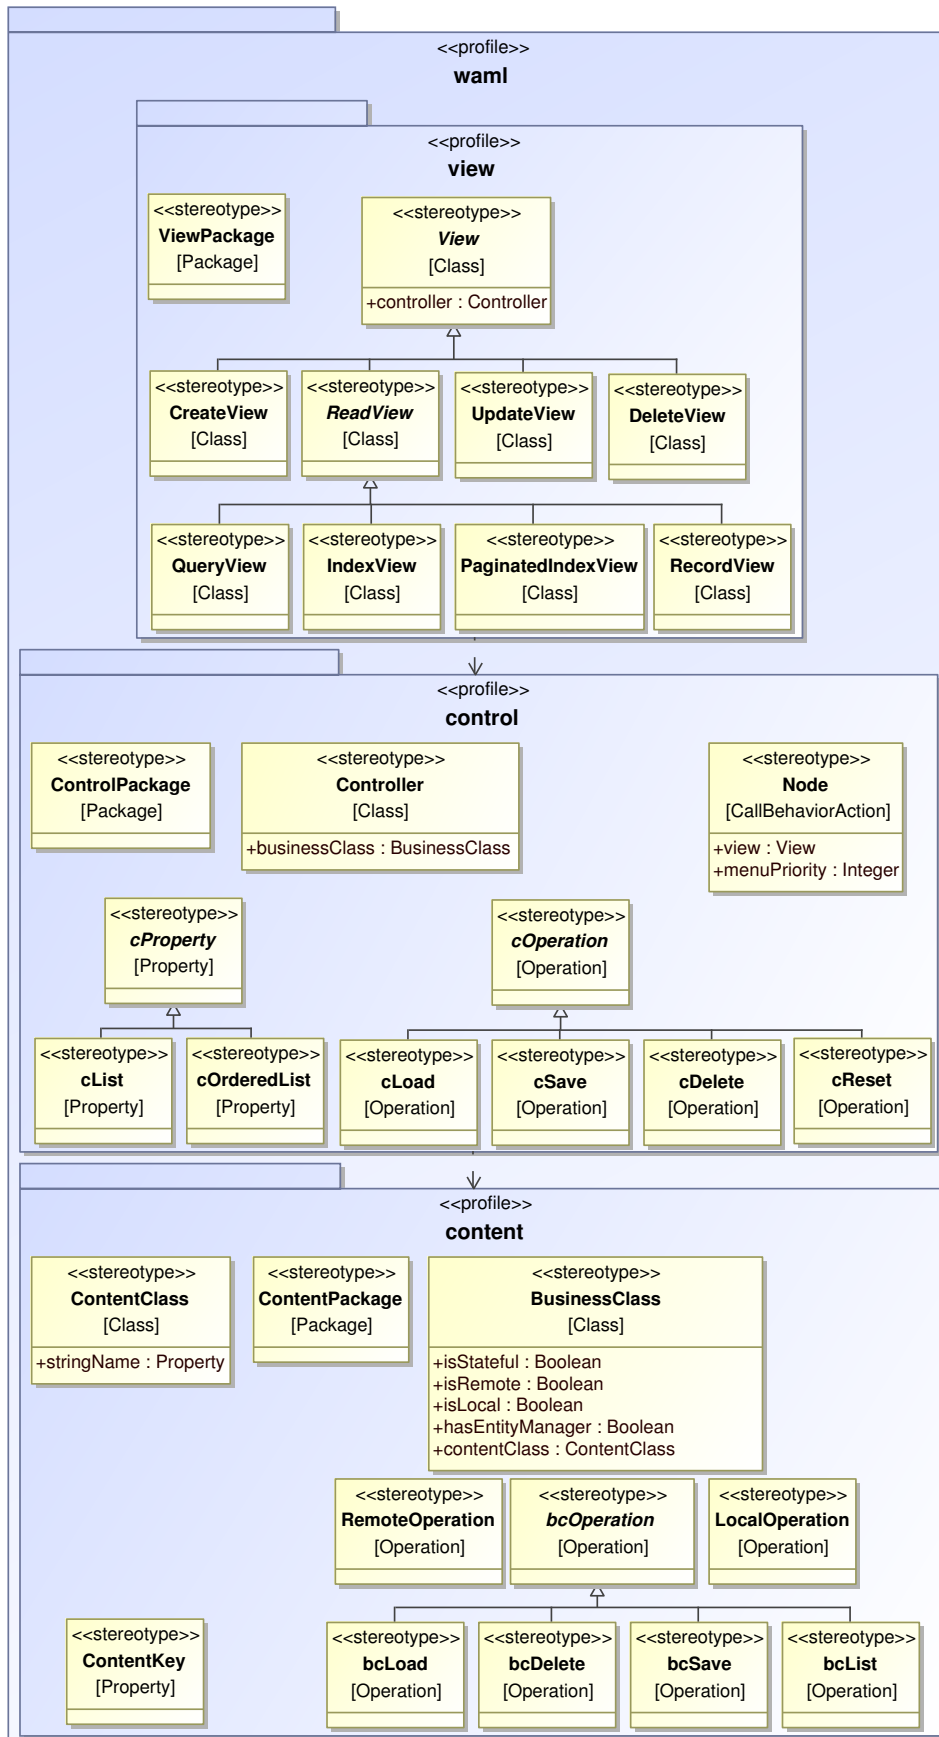 <<profile>>
waml
<<profile>>
view
<<stereotype>>
ViewPackage
[Package]
<<stereotype>>
View
[Class]
+controller : Controller
<<stereotype>>
CreateView
[Class]
<<stereotype>>
ReadView
[Class]
<<stereotype>>
UpdateView
[Class]
<<stereotype>>
DeleteView
[Class]
<<stereotype>>
QueryView
[Class]
<<stereotype>>
IndexView
[Class]
<<stereotype>>
PaginatedIndexView
[Class]
<<stereotype>>
RecordView
[Class]
<<profile>>
control
<<stereotype>>
ControlPackage
[Package]
<<stereotype>>
Controller
[Class]
+businessClass : BusinessClass
<<stereotype>>
Node
[CallBehaviorAction]
+view : View
+menuPriority : Integer
<<stereotype>>
cProperty
[Property]
<<stereotype>>
cOperation
[Operation]
<<stereotype>>
cList
[Property]
<<stereotype>>
cOrderedList
[Property]
<<stereotype>>
cLoad
[Operation]
<<stereotype>>
cSave
[Operation]
<<stereotype>>
cDelete
[Operation]
<<stereotype>>
cReset
[Operation]
<<profile>>
content
<<stereotype>>
ContentClass
[Class]
+stringName : Property
<<stereotype>>
ContentPackage
[Package]
<<stereotype>>
BusinessClass
[Class]
+isStateful : Boolean
+isRemote : Boolean
+isLocal : Boolean
+hasEntityManager : Boolean
+contentClass : ContentClass
<<stereotype>>
RemoteOperation
[Operation]
<<stereotype>>
bcOperation
[Operation]
<<stereotype>>
LocalOperation
[Operation]
<<stereotype>>
ContentKey
[Property]
<<stereotype>>
bcLoad
[Operation]
<<stereotype>>
bcDelete
[Operation]
<<stereotype>>
bcSave
[Operation]
<<stereotype>>
bcList
[Operation]